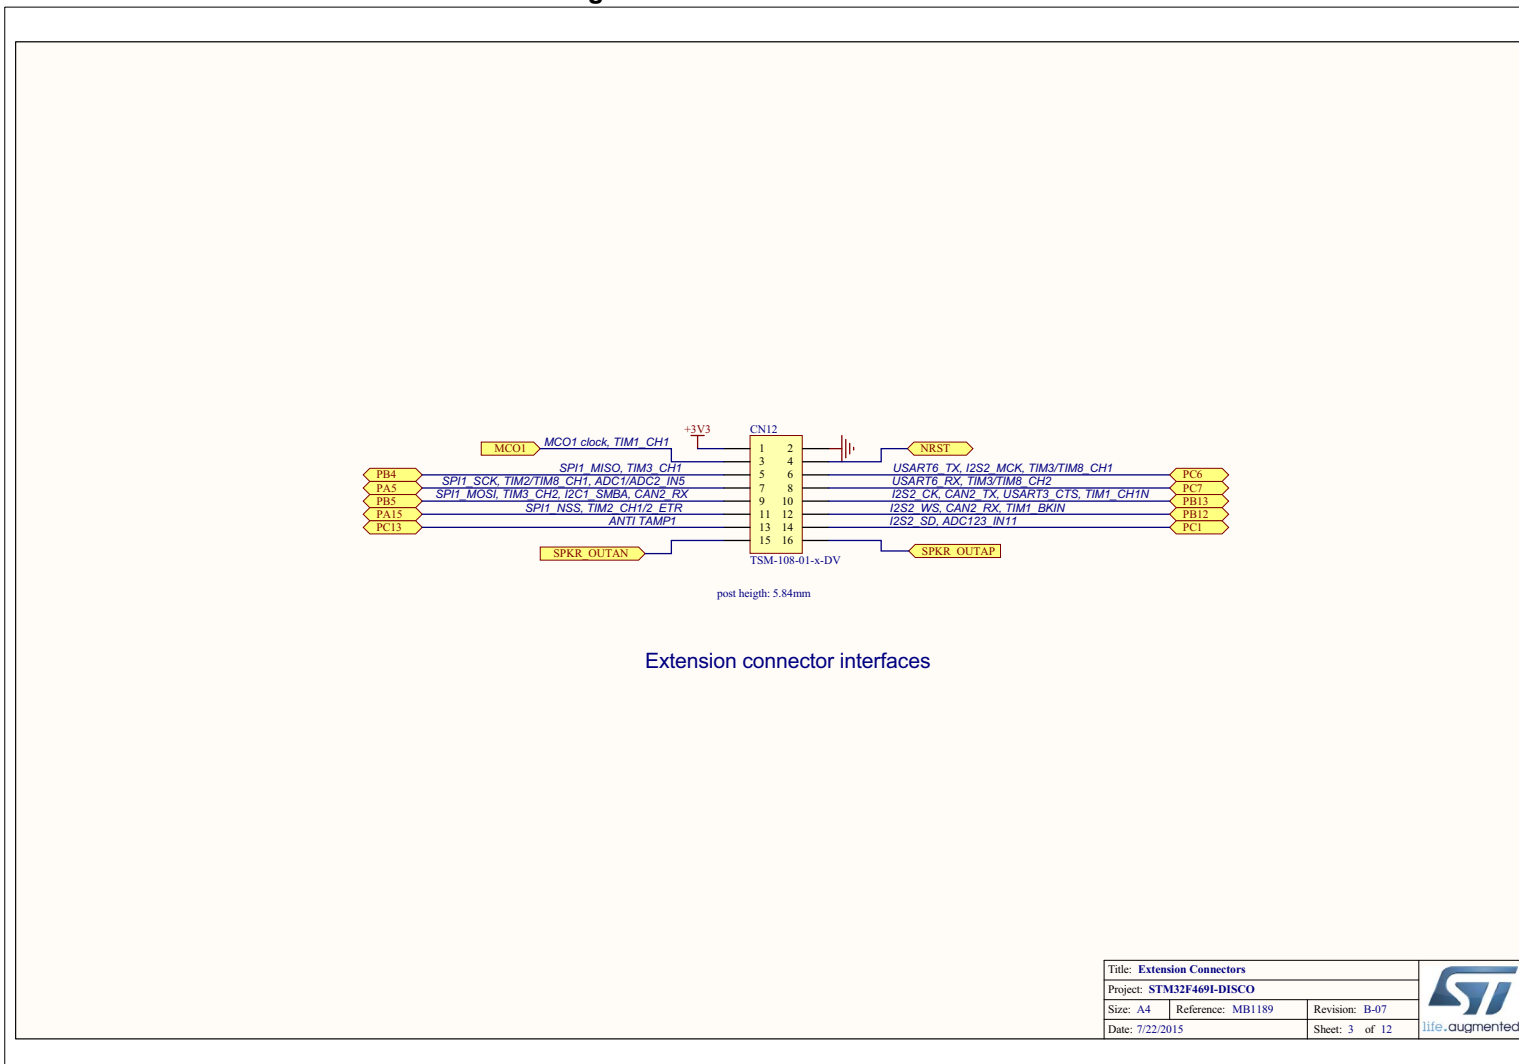 +3V3 CN12
MCO1 MCO1 clock, TIM1_CH1 1 2 NRST
3 4
PB4 SPI1_MISO, TIM3_CH1 5 6 USART6_TX, I2S2_MCK, TIM3/TIM8_CH1 PC6
PA5 SPI1_SCK, TIM2/TIM8_CH1, ADC1/ADC2_IN5 7 8 USART6_RX, TIM3/TIM8_CH2 PC7
PB5 SPI1_MOSI, TIM3_CH2, I2C1_SMBA, CAN2_RX 9 10 I2S2_CK, CAN2_TX, USART3_CTS, TIM1_CH1N PB13
PA15 SPI1_NSS, TIM2_CH1/2_ETR 11 12 I2S2_WS, CAN2_RX, TIM1_BKIN PB12
PC13 ANTI TAMP1 13 14 I2S2_SD, ADC123_IN11 PC1
15 16
SPKR_OUTAN SPKR_OUTAP
TSM-108-01-x-DV
post heigth: 5.84mm
Extension connector interfaces
Title: Extension Connectors
Project: STM32F469I-DISCO
Size: A4 Reference: MB1189 Revision: B-07
Date: 7/22/2015 Sheet: 3 of 12
ST
life.augmented